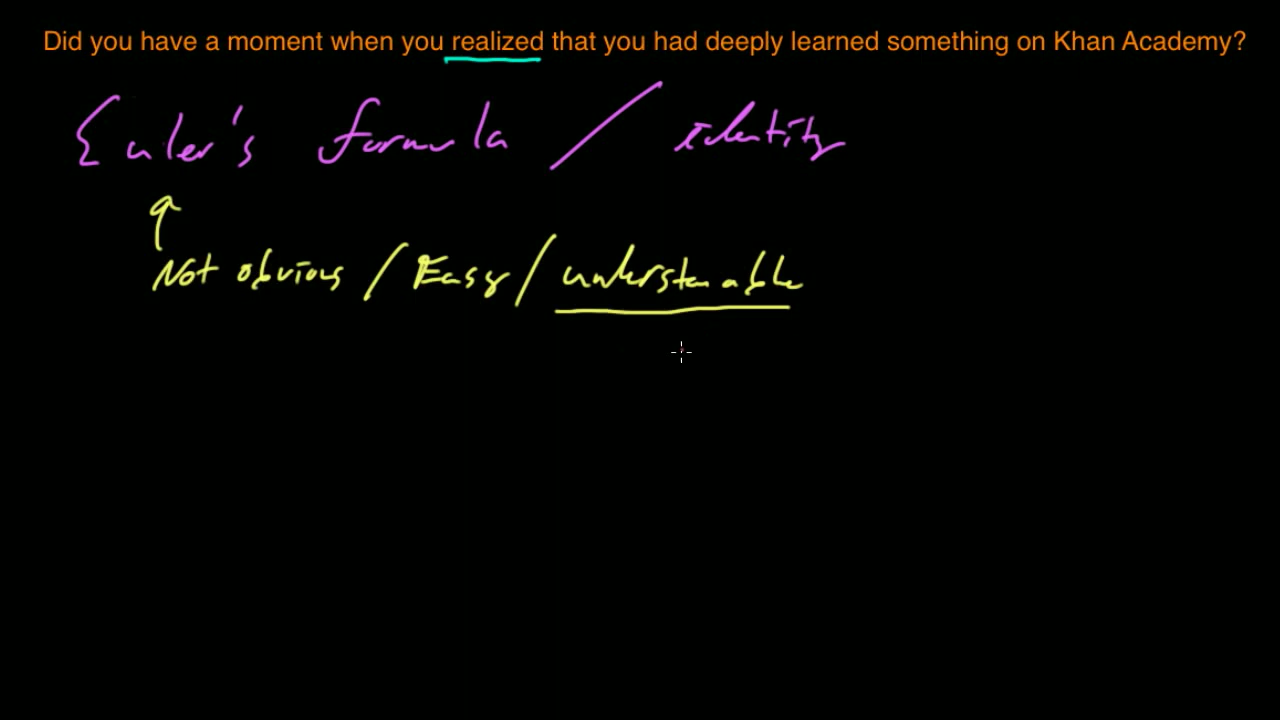 Did you have a moment when you realized that you had deeply learned something on Khan Academy?
Euler's formula / identity
Not obvious / Easy / understanable